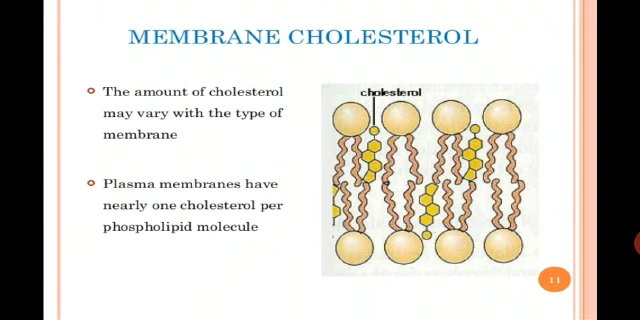 MEMBRANE CHOLESTEROL
The amount of cholesterol
may vary with the type of
membrane
Plasma membranes have
nearly one cholesterol per
phospholipid molecule
cholesterol
11